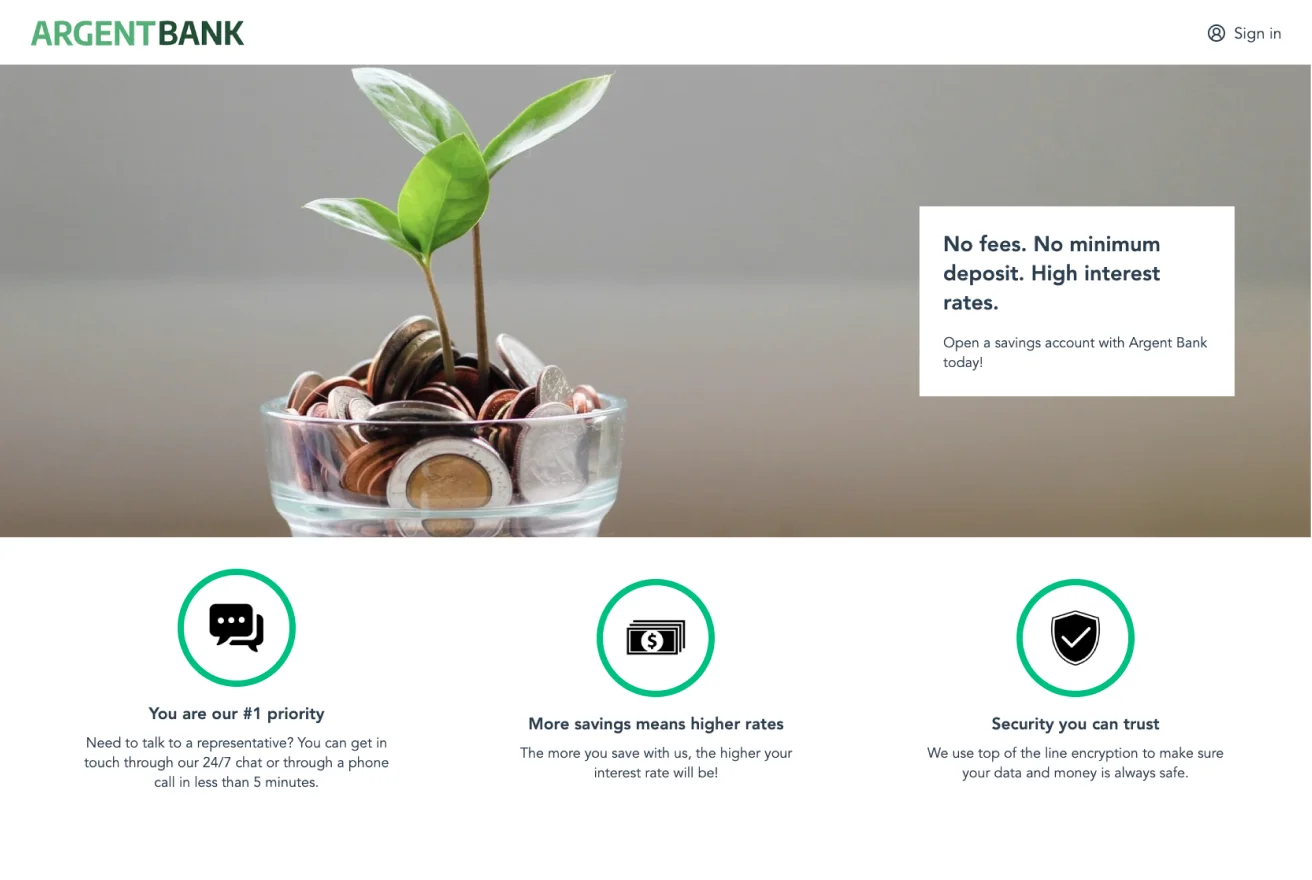 ARGENTBANK
Sign in
No fees. No minimum
deposit. High interest
rates.
Open a savings account with Argent Bank
today!
You are our #1 priority
Need to talk to a representative? You can get in
touch through our 24/7 chat or through a phone
call in less than 5 minutes.
More savings means higher rates
The more you save with us, the higher your
interest rate will be!
Security you can trust
We use top of the line encryption to make sure
your data and money is always safe.